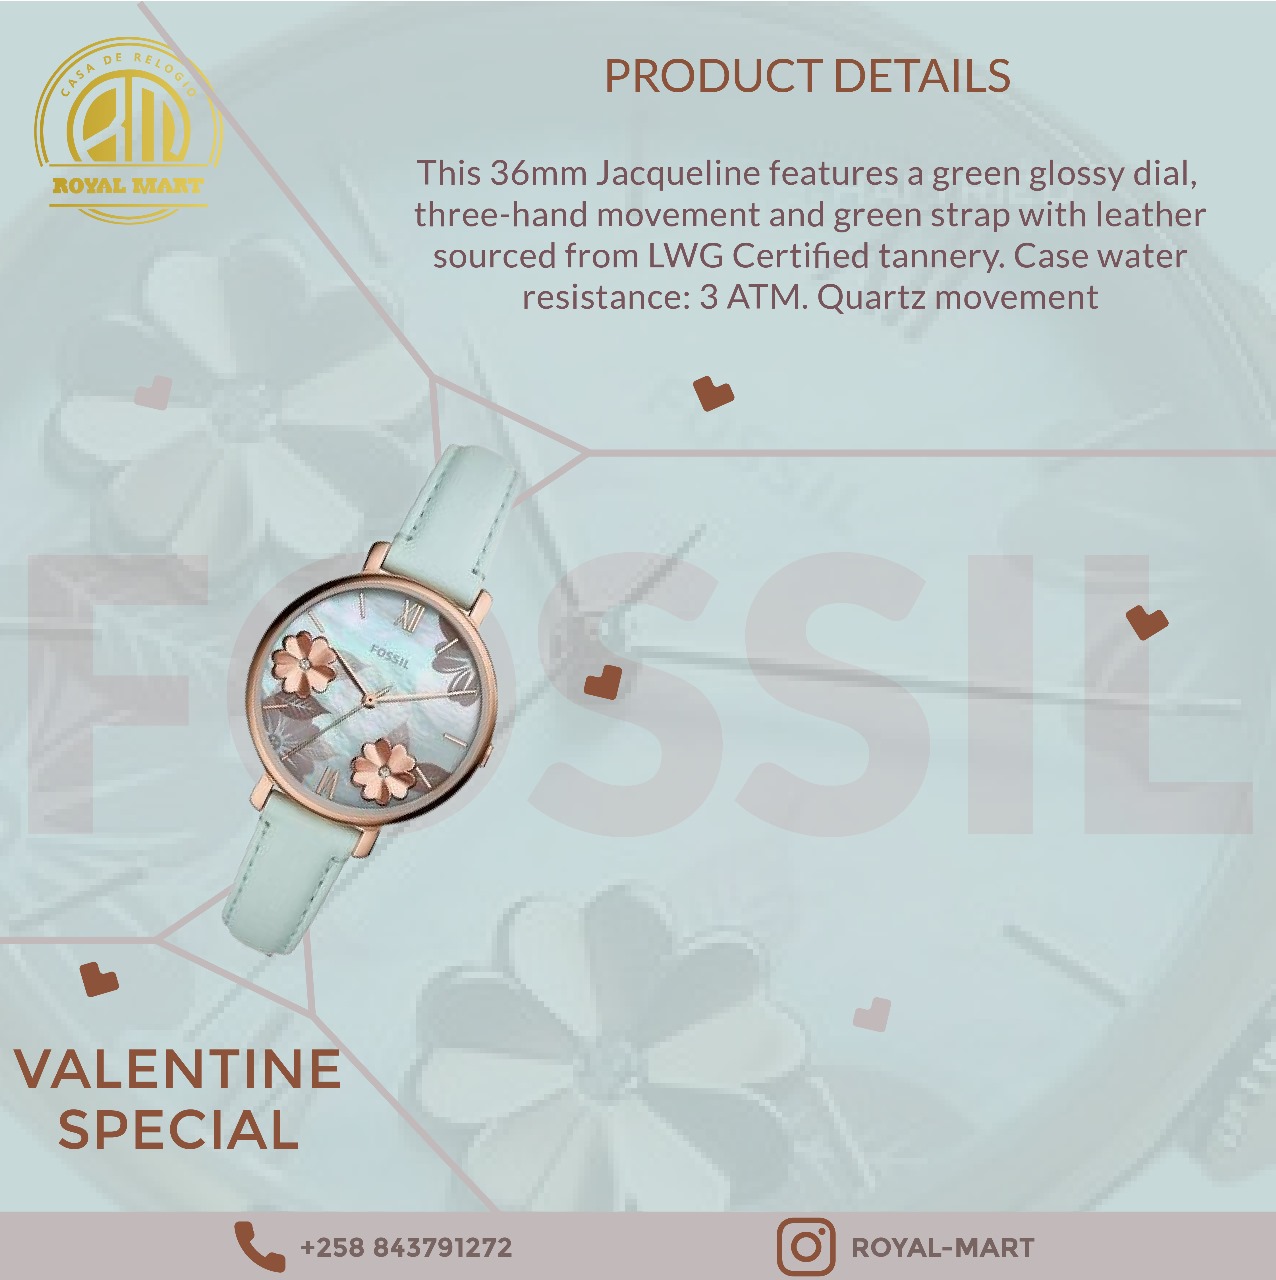 CASA DE RELOGIO
ROYAL MART
PRODUCT DETAILS
This 36mm Jacqueline features a green glossy dial,
three-hand movement and green strap with leather
sourced from LWG Certified tannery. Case water
resistance: 3 ATM. Quartz movement
FOSSIL
XII
FOSSIL
VALENTINE
SPECIAL
+258 843791272
ROYAL-MART